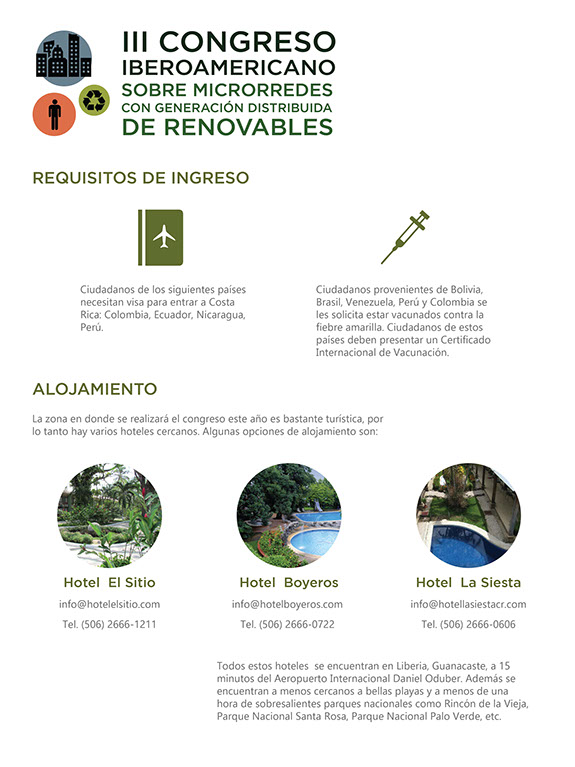 III CONGRESO
IBEROAMERICANO
SOBRE MICRORREDES
CON GENERACIÓN DISTRIBUIDA
DE RENOVABLES
REQUISITOS DE INGRESO
Ciudadanos de los siguientes países
necesitan visa para entrar a Costa
Rica: Colombia, Ecuador, Nicaragua,
Perú.
Ciudadanos provenientes de Bolivia,
Brasil, Venezuela, Perú y Colombia se
les solicita estar vacunados contra la
fiebre amarilla. Ciudadanos de estos
países deben presentar un Certificado
Internacional de Vacunación.
ALOJAMIENTO
La zona en donde se realizará el congreso este año es bastante turística, por
lo tanto hay varios hoteles cercanos. Algunas opciones de alojamiento son:
Hotel El Sitio
info@hotelelsitio.com
Tel. (506) 2666-1211
Hotel Boyeros
info@hotelboyeros.com
Tel. (506) 2666-0722
Hotel La Siesta
info@hotellasiestacr.com
Tel. (506) 2666-0606
Todos estos hoteles se encuentran en Liberia, Guanacaste, a 15
minutos del Aeropuerto Internacional Daniel Oduber. Además se
encuentran a menos cercanos a bellas playas y a menos de una
hora de sobresalientes parques nacionales como Rincón de la Vieja,
Parque Nacional Santa Rosa, Parque Nacional Palo Verde, etc.